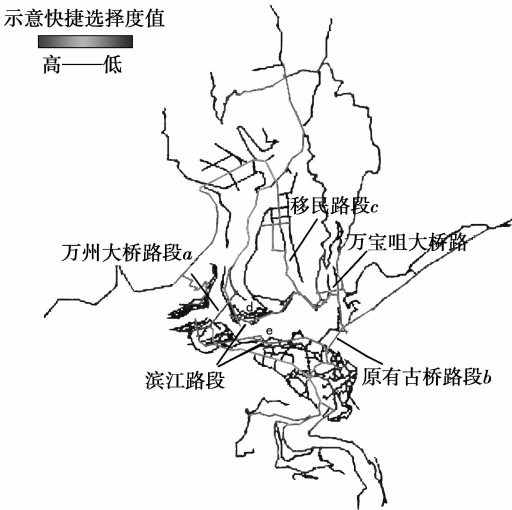 示意快捷选择度值
高——低
移民路段c
万宝咀大桥路
万州大桥路段a
d
e
滨江路段
原有古桥路段b